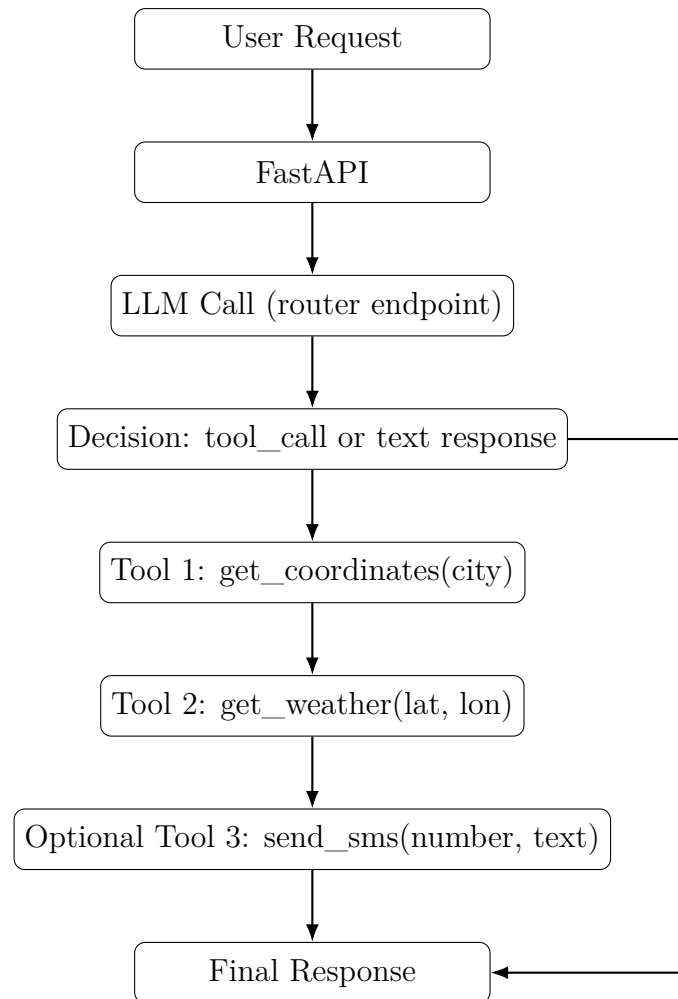 User Request
FastAPI
LLM Call (router endpoint)
Decision: tool_call or text response
Tool 1: get_coordinates(city)
Tool 2: get_weather(lat, lon)
Optional Tool 3: send_sms(number, text)
Final Response